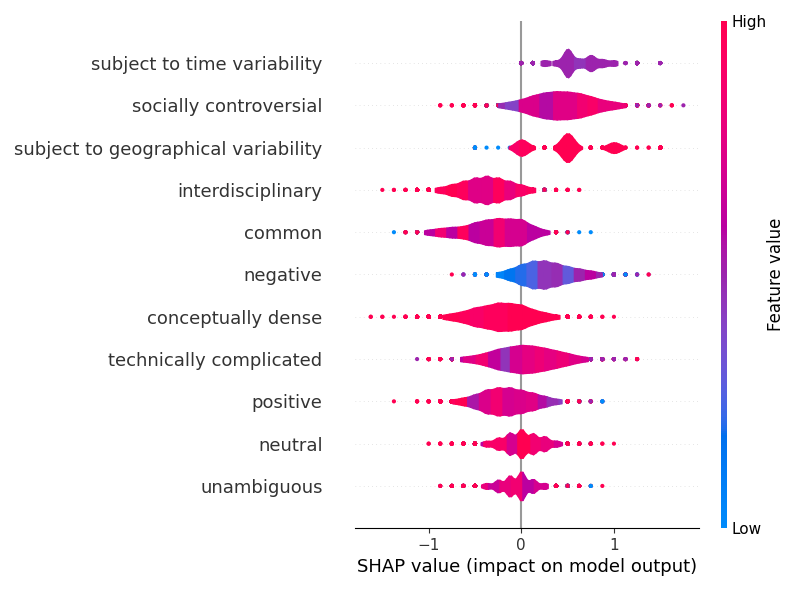 High
subject to time variability
socially controversial
subject to geographical variability
interdisciplinary
common
negative
conceptually dense
technically complicated
positive
neutral
unambiguous
Feature value
Low
−1 0 1
SHAP value (impact on model output)